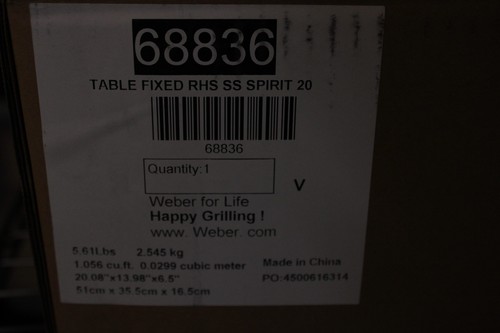 68836
TABLE FIXED RHS SS SPIRIT 20
68836
Quantity:1
V
Weber for Life
Happy Grilling !
www. Weber. com
5.61Lbs 2.545 kg
1.056 cu.ft. 0.0299 cubic meter
Made in China
20.08"x13.98"x6.5"
PO:4500616314
51cm x 35.5cm x 16.5cm